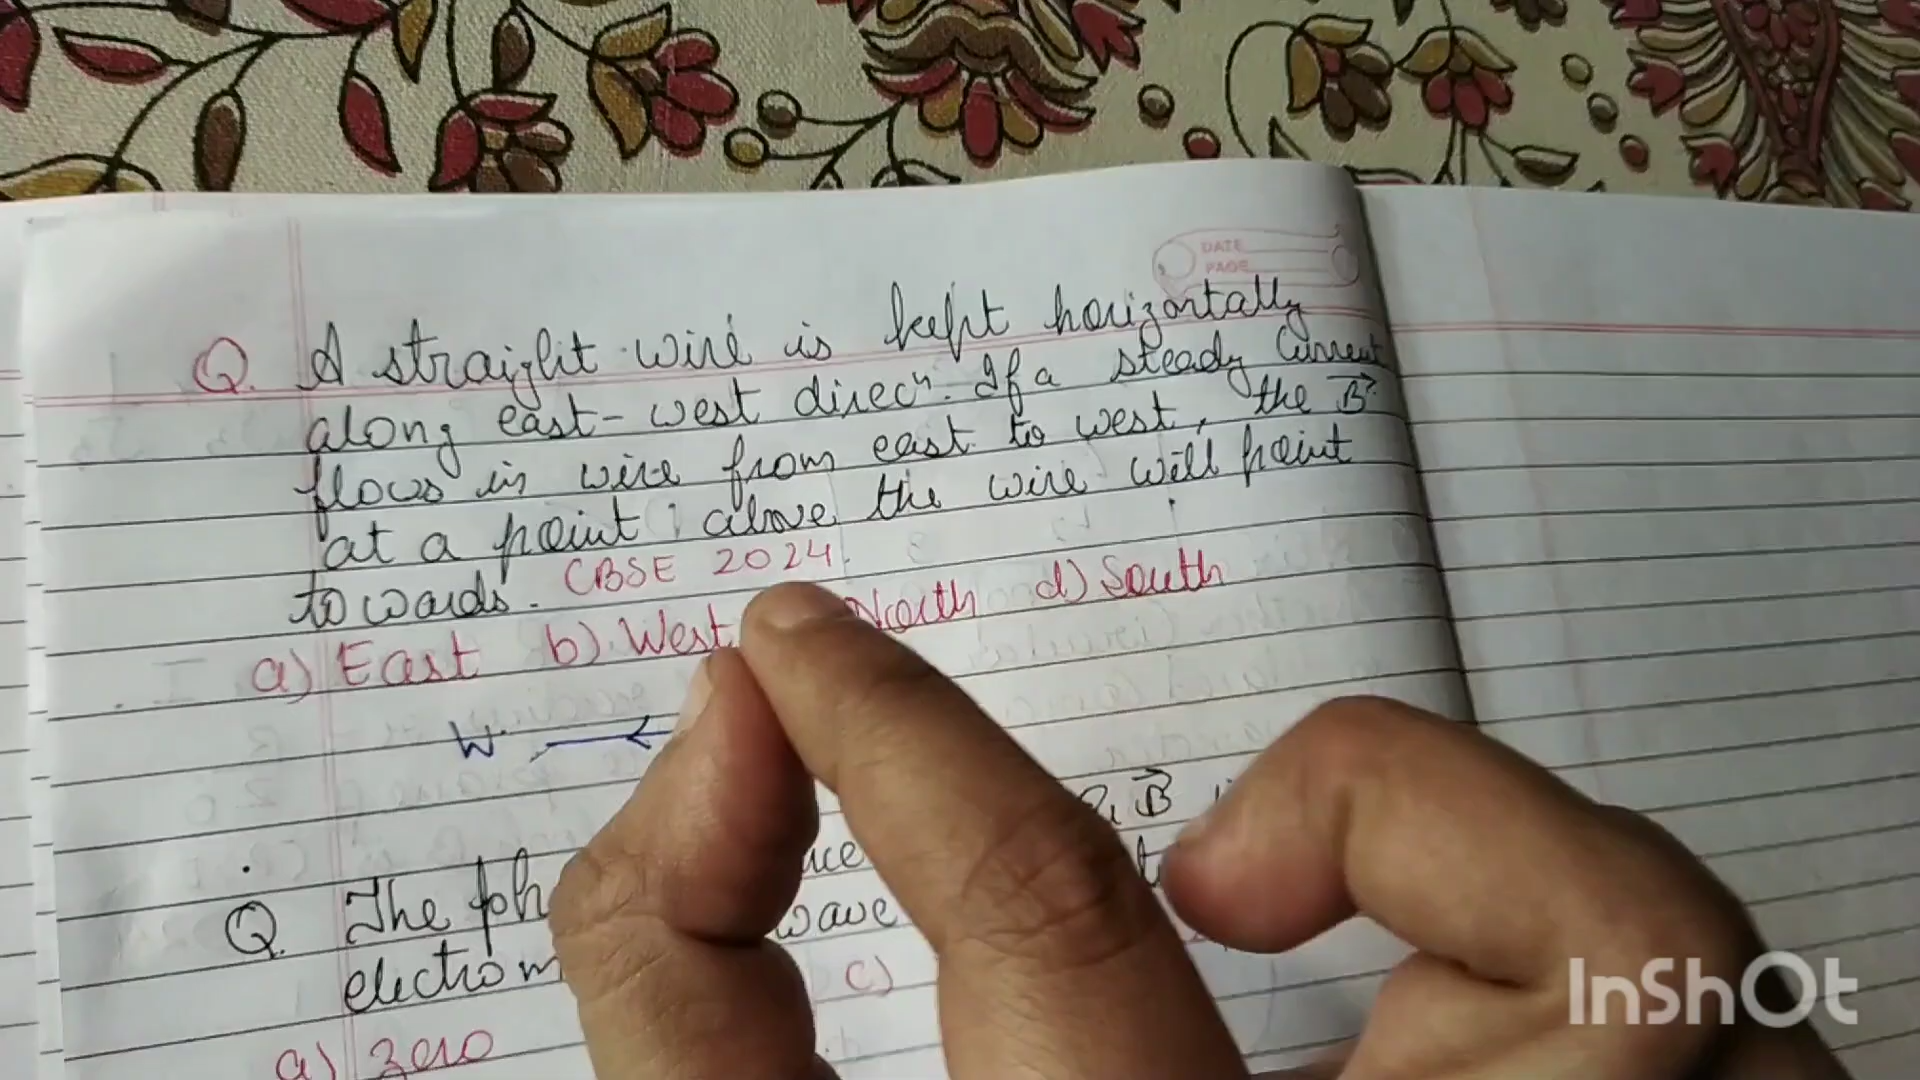 DATE
PAGE
Q. A straight wire is kept horizontally
along east-west direcⁿ. If a steady current
flows in wire from east to west, the B⃗
at a point above the wire will point
towards. CBSE 2024
a) East b) West North d) South
W
B⃗
Q. The
wave
c)
a) zero
InShOt